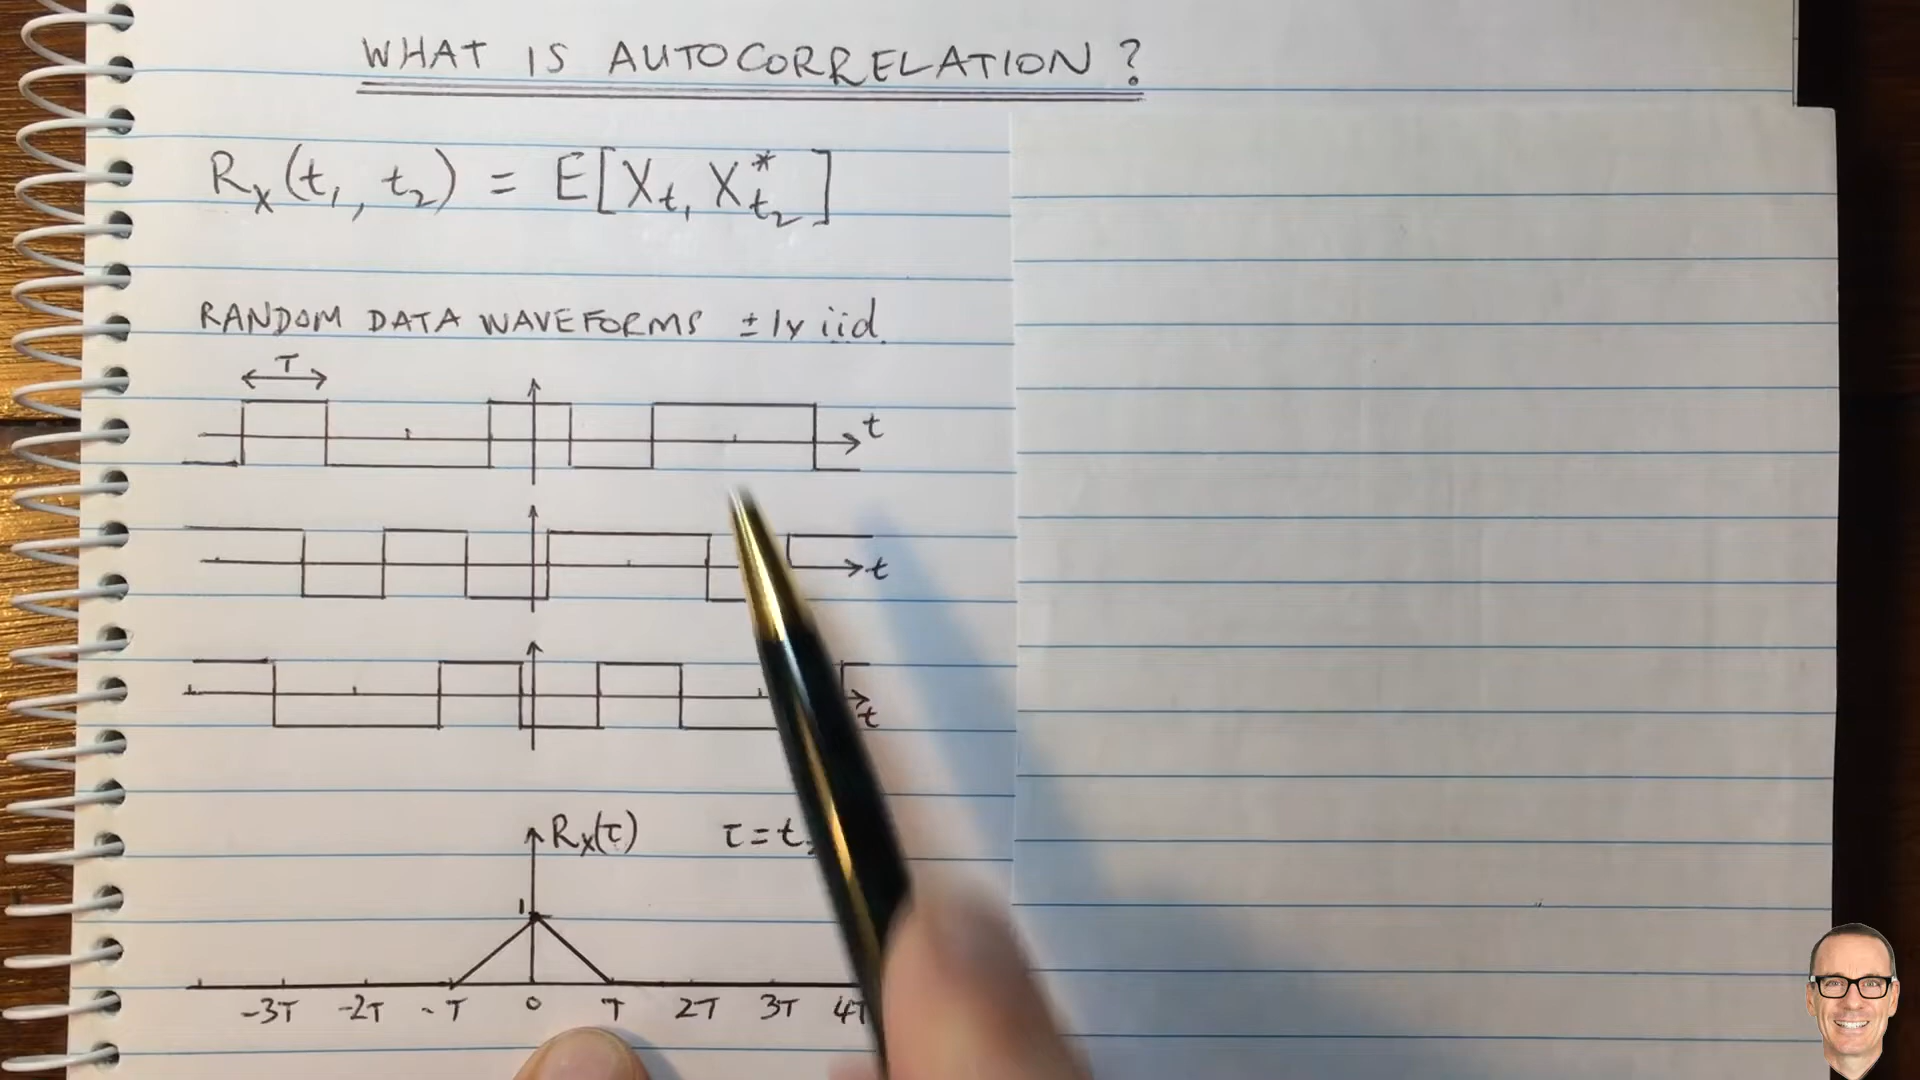 WHAT IS AUTOCORRELATION?
Rₓ(t₁, t₂) = E[Xt₁ X*t₂]
RANDOM DATA WAVEFORMS ±1v iid.
T
t
t
t
1
Rₓ(τ) τ=t
-3T -2T -T 0 T 2T 3T 4T